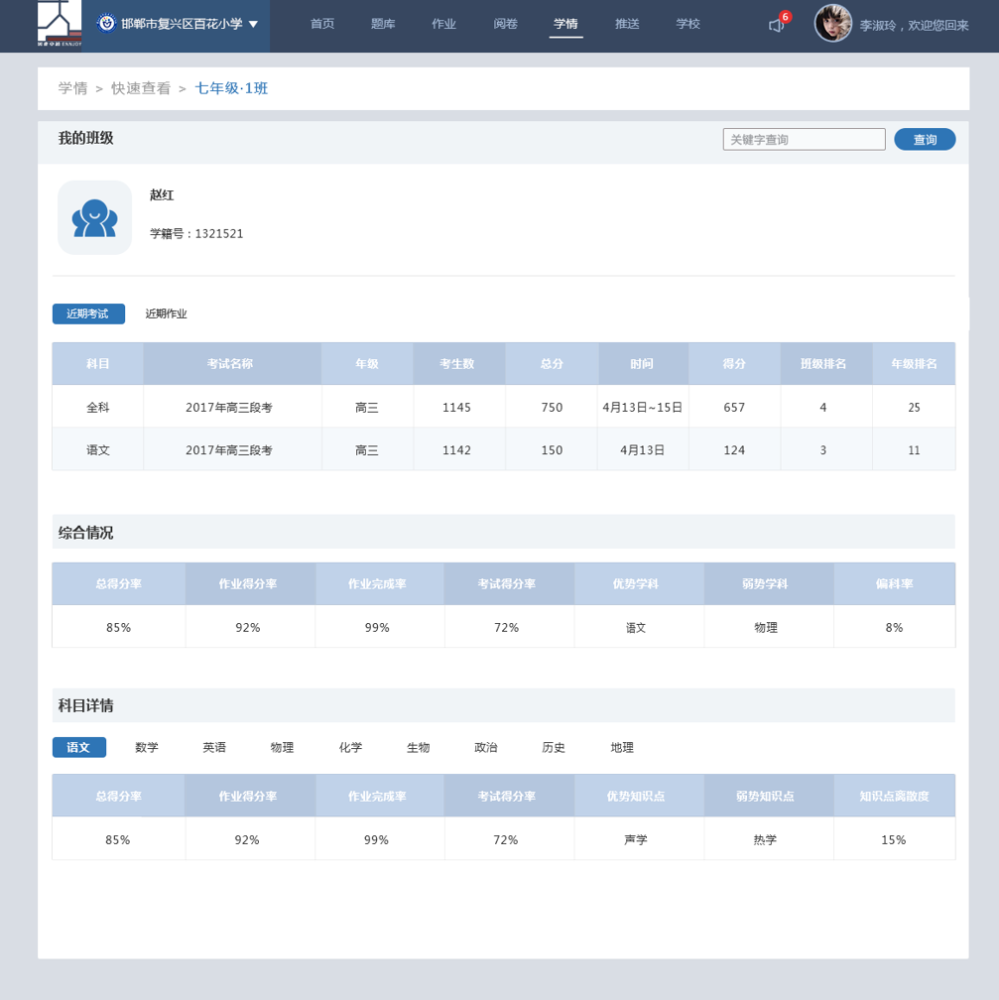 邯郸市复兴区百花小学 ▼ 首页 题库 作业 阅卷 学情 推送 学校 6 李淑玲，欢迎您回来
学情 > 快速查看 > 七年级·1班
我的班级 关键字查询 查询
赵红
学籍号：1321521
近期考试 近期作业
科目 考试名称 年级 考生数 总分 时间 得分 班级排名 年级排名
全科 2017年高三段考 高三 1145 750 4月13日~15日 657 4 25
语文 2017年高三段考 高三 1142 150 4月13日 124 3 11
综合情况
总得分率 作业得分率 作业完成率 考试得分率 优势学科 弱势学科 偏科率
85% 92% 99% 72% 语文 物理 8%
科目详情
语文 数学 英语 物理 化学 生物 政治 历史 地理
总得分率 作业得分率 作业完成率 考试得分率 优势知识点 弱势知识点 知识点离散度
85% 92% 99% 72% 声学 热学 15%